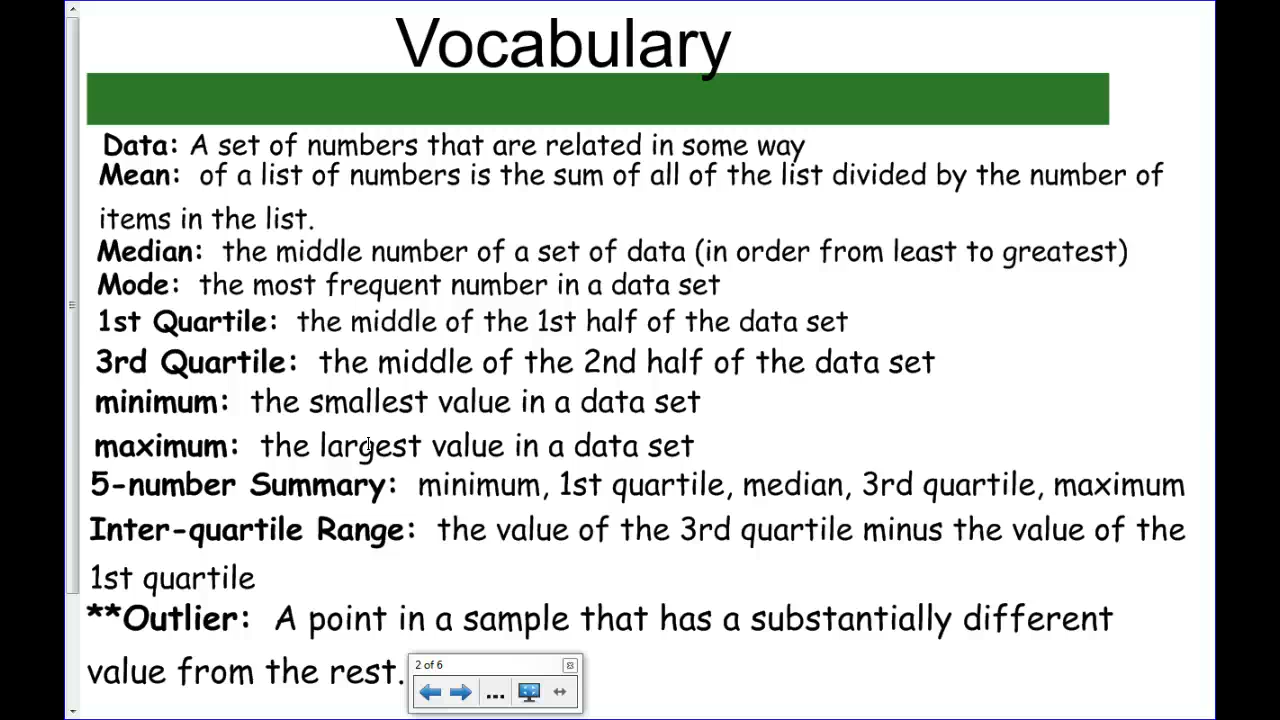 Vocabulary
Data: A set of numbers that are related in some way
Mean: of a list of numbers is the sum of all of the list divided by the number of
items in the list.
Median: the middle number of a set of data (in order from least to greatest)
Mode: the most frequent number in a data set
1st Quartile: the middle of the 1st half of the data set
3rd Quartile: the middle of the 2nd half of the data set
minimum: the smallest value in a data set
maximum: the largest value in a data set
5-number Summary: minimum, 1st quartile, median, 3rd quartile, maximum
Inter-quartile Range: the value of the 3rd quartile minus the value of the
1st quartile
**Outlier: A point in a sample that has a substantially different
value from the rest.
2 of 6
...